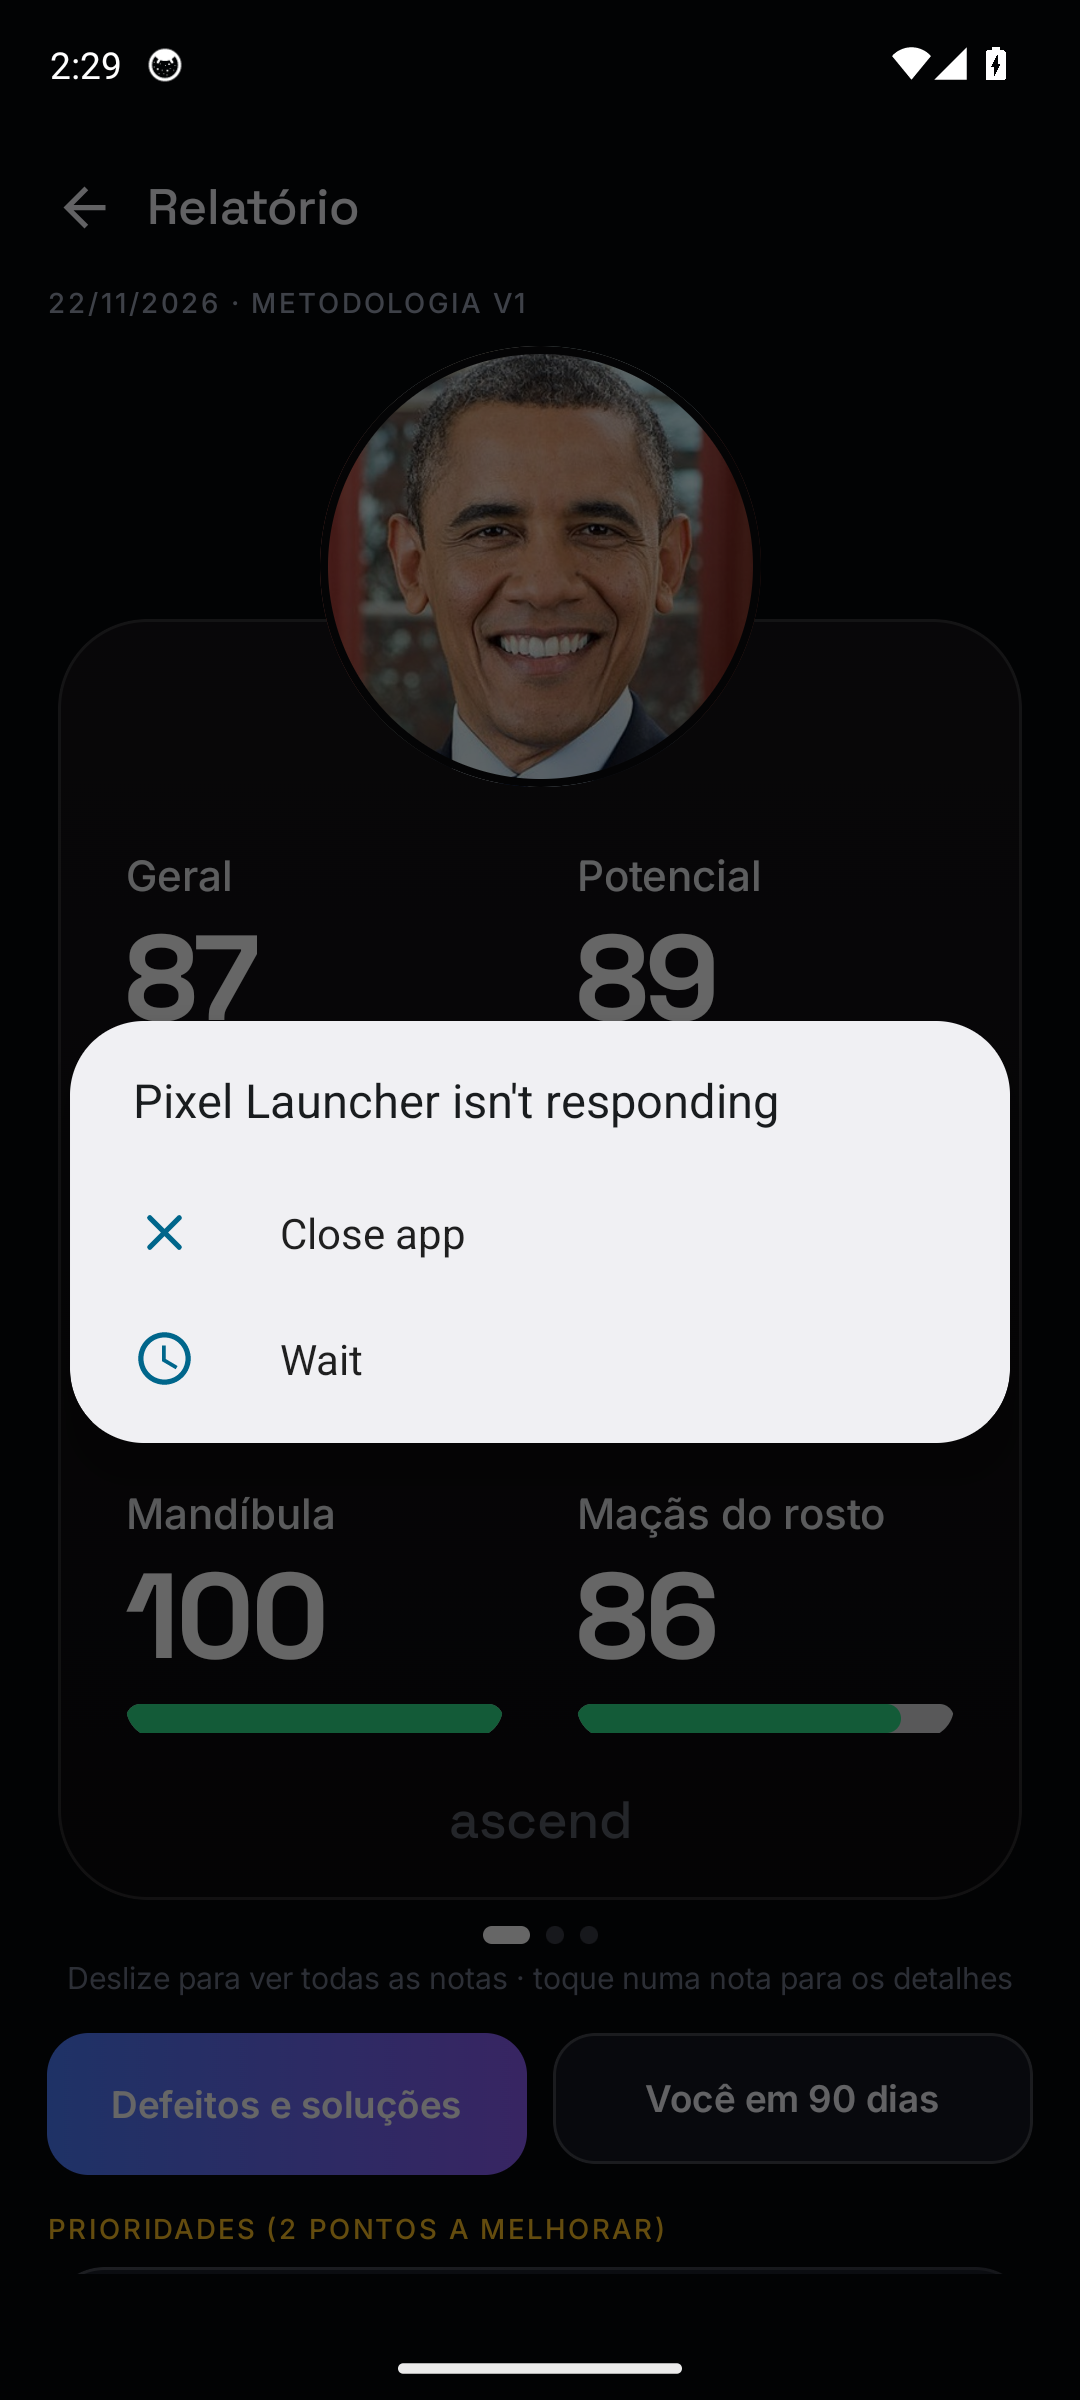 2:29
Relatório
22/11/2026 · METODOLOGIA V1
Geral
Potencial
87
89
Pixel Launcher isn't responding
Close app
Wait
Mandíbula
Maçãs do rosto
100
86
ascend
Deslize para ver todas as notas · toque numa nota para os detalhes
Defeitos e soluções
Você em 90 dias
PRIORIDADES (2 PONTOS A MELHORAR)